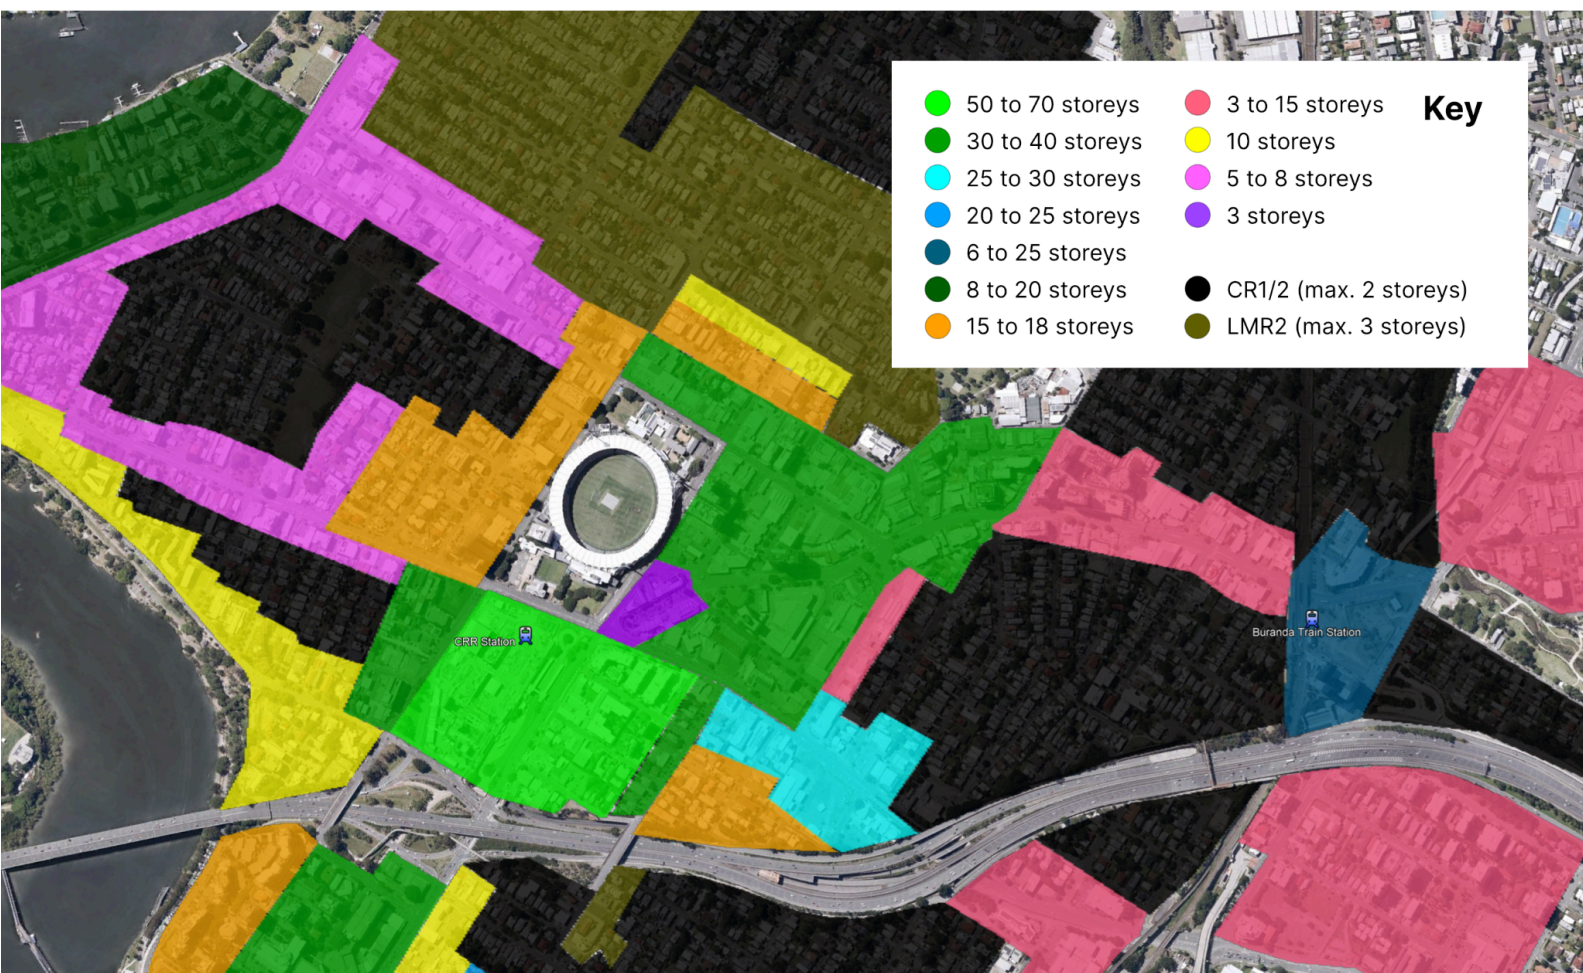 Key
50 to 70 storeys
30 to 40 storeys
25 to 30 storeys
20 to 25 storeys
6 to 25 storeys
8 to 20 storeys
15 to 18 storeys
3 to 15 storeys
10 storeys
5 to 8 storeys
3 storeys
CR1/2 (max. 2 storeys)
LMR2 (max. 3 storeys)
CRR Station
Buranda Train Station